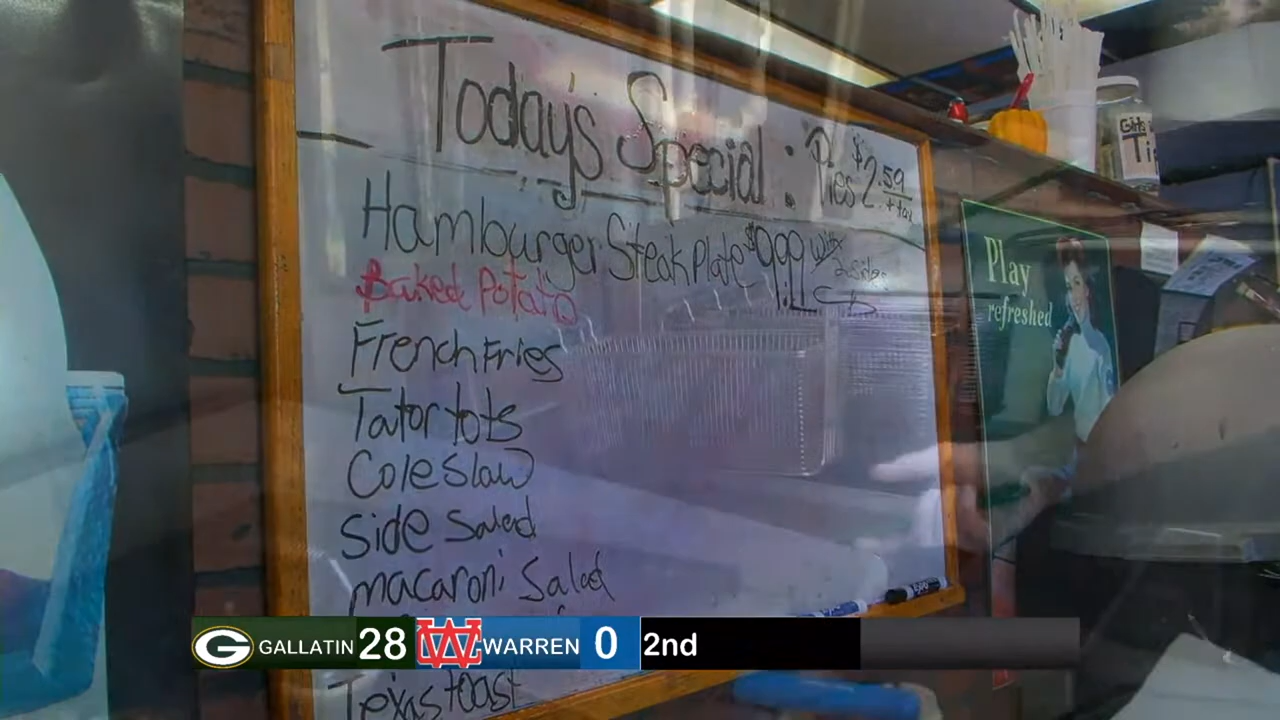 Today's Special : Pies $2.59
+ tax
Hamburger Steak Plate $9.99 with
2 sides
Baked Potato
French Fries
Tator tots
Cole Slaw
Side Salad
macaroni Salad
Texas toast
Play
refreshed
G GALLATIN 28 W WARREN 0 2nd